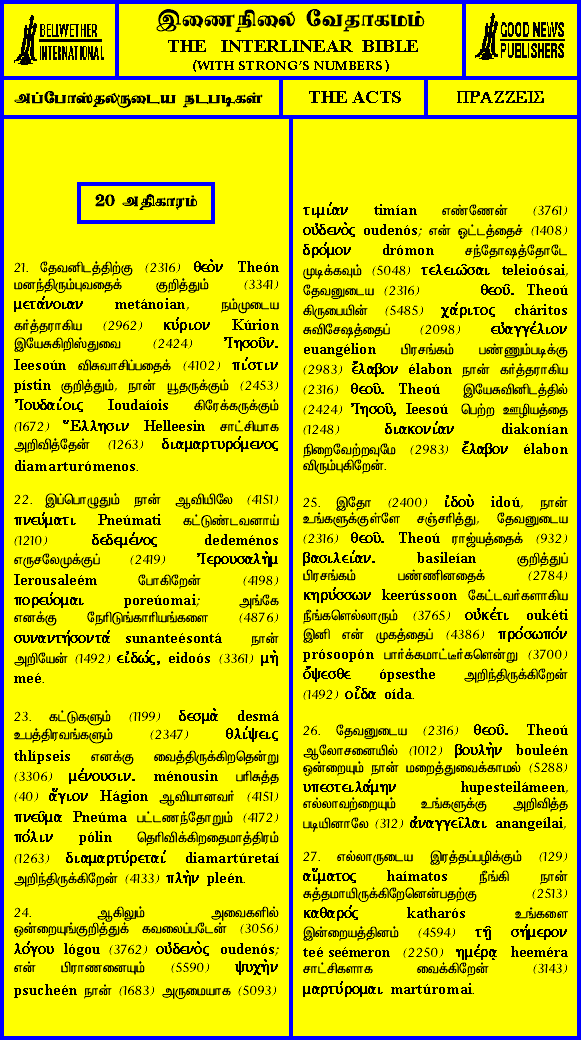 BELLWETHER
INTERNATIONAL
இணைநிலை வேதாகமம்
THE INTERLINEAR BIBLE
(WITH STRONG'S NUMBERS)
GOOD NEWS
PUBLISHERS
அப்போஸ்தலருடைய நடபடிகள்
THE ACTS
ΠΡΑΖΖΕΙΣ
20 அதிகாரம்
21. தேவனிடத்திற்கு (2316) θεὸν Theón
மனந்திரும்புவதைக் குறித்தும் (3341)
μετάνοιαν metánoian, நம்முடைய
கர்த்தராகிய (2962) κύριον Kúrion
இயேசுகிறிஸ்துவை (2424) Ἰησοῦν.
Ieesoún விசுவாசிப்பதைக் (4102) πίστιν
pístin குறித்தும், நான் யூதருக்கும் (2453)
Ἰουδαίοις Ioudaíois கிரேக்கருக்கும்
(1672) Ἕλλησιν Helleesin சாட்சியாக
அறிவித்தேன் (1263) διαμαρτυρόμενος
diamarturómenos.
22. இப்பொழுதும் நான் ஆவியிலே (4151)
πνεύματι Pneúmati கட்டுண்டவனாய்
(1210) δεδεμένος dedeménos
எருசலேமுக்குப் (2419) Ἰερουσαλὴμ
Ierousaleém போகிறேன் (4198)
πορεύομαι poreúomai; அங்கே
எனக்கு நேரிடுங்காரியங்களை (4876)
συναντήσοντά sunanteésontá நான்
அறியேன் (1492) εἰδώς, eidoós (3361) μὴ
meé.
23. கட்டுகளும் (1199) δεσμὰ desmá
உபத்திரவங்களும் (2347) θλίψεις
thlípseis எனக்கு வைத்திருக்கிறதென்று
(3306) μένουσιν. ménousin பரிசுத்த
(40) ἅγιον Hágion ஆவியானவர் (4151)
πνεῦμα Pneúma பட்டணந்தோறும் (4172)
πόλιν pólin தெரிவிக்கிறதைமாத்திரம்
(1263) διαμαρτύρεταί diamartúretaí
அறிந்திருக்கிறேன் (4133) πλὴν pleén.
24. ஆகிலும் அவைகளில்
ஒன்றையுங்குறித்துக் கவலைப்படேன் (3056)
λόγου lógou (3762) οὐδενὸς oudenós;
என் பிராணனையும் (5590) ψυχὴν
psucheén நான் (1683) அருமையாக (5093)
τιμίαν timían எண்ணேன் (3761)
οὐδενὸς oudenós; என் ஓட்டத்தைச் (1408)
δρόμον drómon சந்தோஷத்தோடே
முடிக்கவும் (5048) τελειῶσαι teleioósai,
தேவனுடைய (2316) θεοῦ. Theoú
கிருபையின் (5485) χάριτος cháritos
சுவிசேஷத்தைப் (2098) εὐαγγέλιον
euangélion பிரசங்கம் பண்ணும்படிக்கு
(2983) ἔλαβον élabon நான் கர்த்தராகிய
(2316) θεοῦ. Theoú இயேசுவினிடத்தில்
(2424) Ἰησοῦ, Ieesoú பெற்ற ஊழியத்தை
(1248) διακονίαν diakonían
நிறைவேற்றவுமே (2983) ἔλαβον élabon
விரும்புகிறேன்.
25. இதோ (2400) ἰδοὺ idoú, நான்
உங்களுக்குள்ளே சஞ்சரித்து, தேவனுடைய
(2316) θεοῦ. Theoú ராஜ்யத்தைக் (932)
βασιλείαν. basileían குறித்துப்
பிரசங்கம் பண்ணினதைக் (2784)
κηρύσσων keerússoon கேட்டவர்களாகிய
நீங்களெல்லாரும் (3765) οὐκέτι oukéti
இனி என் முகத்தைப் (4386) πρόσωπόν
prósoopón பார்க்கமாட்டீர்களென்று (3700)
ὄψεσθε ópsesthe அறிந்திருக்கிறேன்
(1492) οἶδα oída.
26. தேவனுடைய (2316) θεοῦ. Theoú
ஆலோசனையில் (1012) βουλὴν bouleén
ஒன்றையும் நான் மறைத்துவைக்காமல் (5288)
υπεστειλάμην hupesteilámeen,
எல்லாவற்றையும் உங்களுக்கு அறிவித்த
படியினாலே (312) ἀναγγεῖλαι anangeílai,
27. எல்லாருடைய இரத்தப்பழிக்கும் (129)
αἵματος haímatos நீங்கி நான்
சுத்தமாயிருக்கிறேனென்பதற்கு (2513)
καθαρός katharós உங்களை
இன்றையத்தினம் (4594) τῇ σήμερον
teé seémeron (2250) ημέρᾳ heeméra
சாட்சிகளாக வைக்கிறேன் (3143)
μαρτύρομαι martúromai.